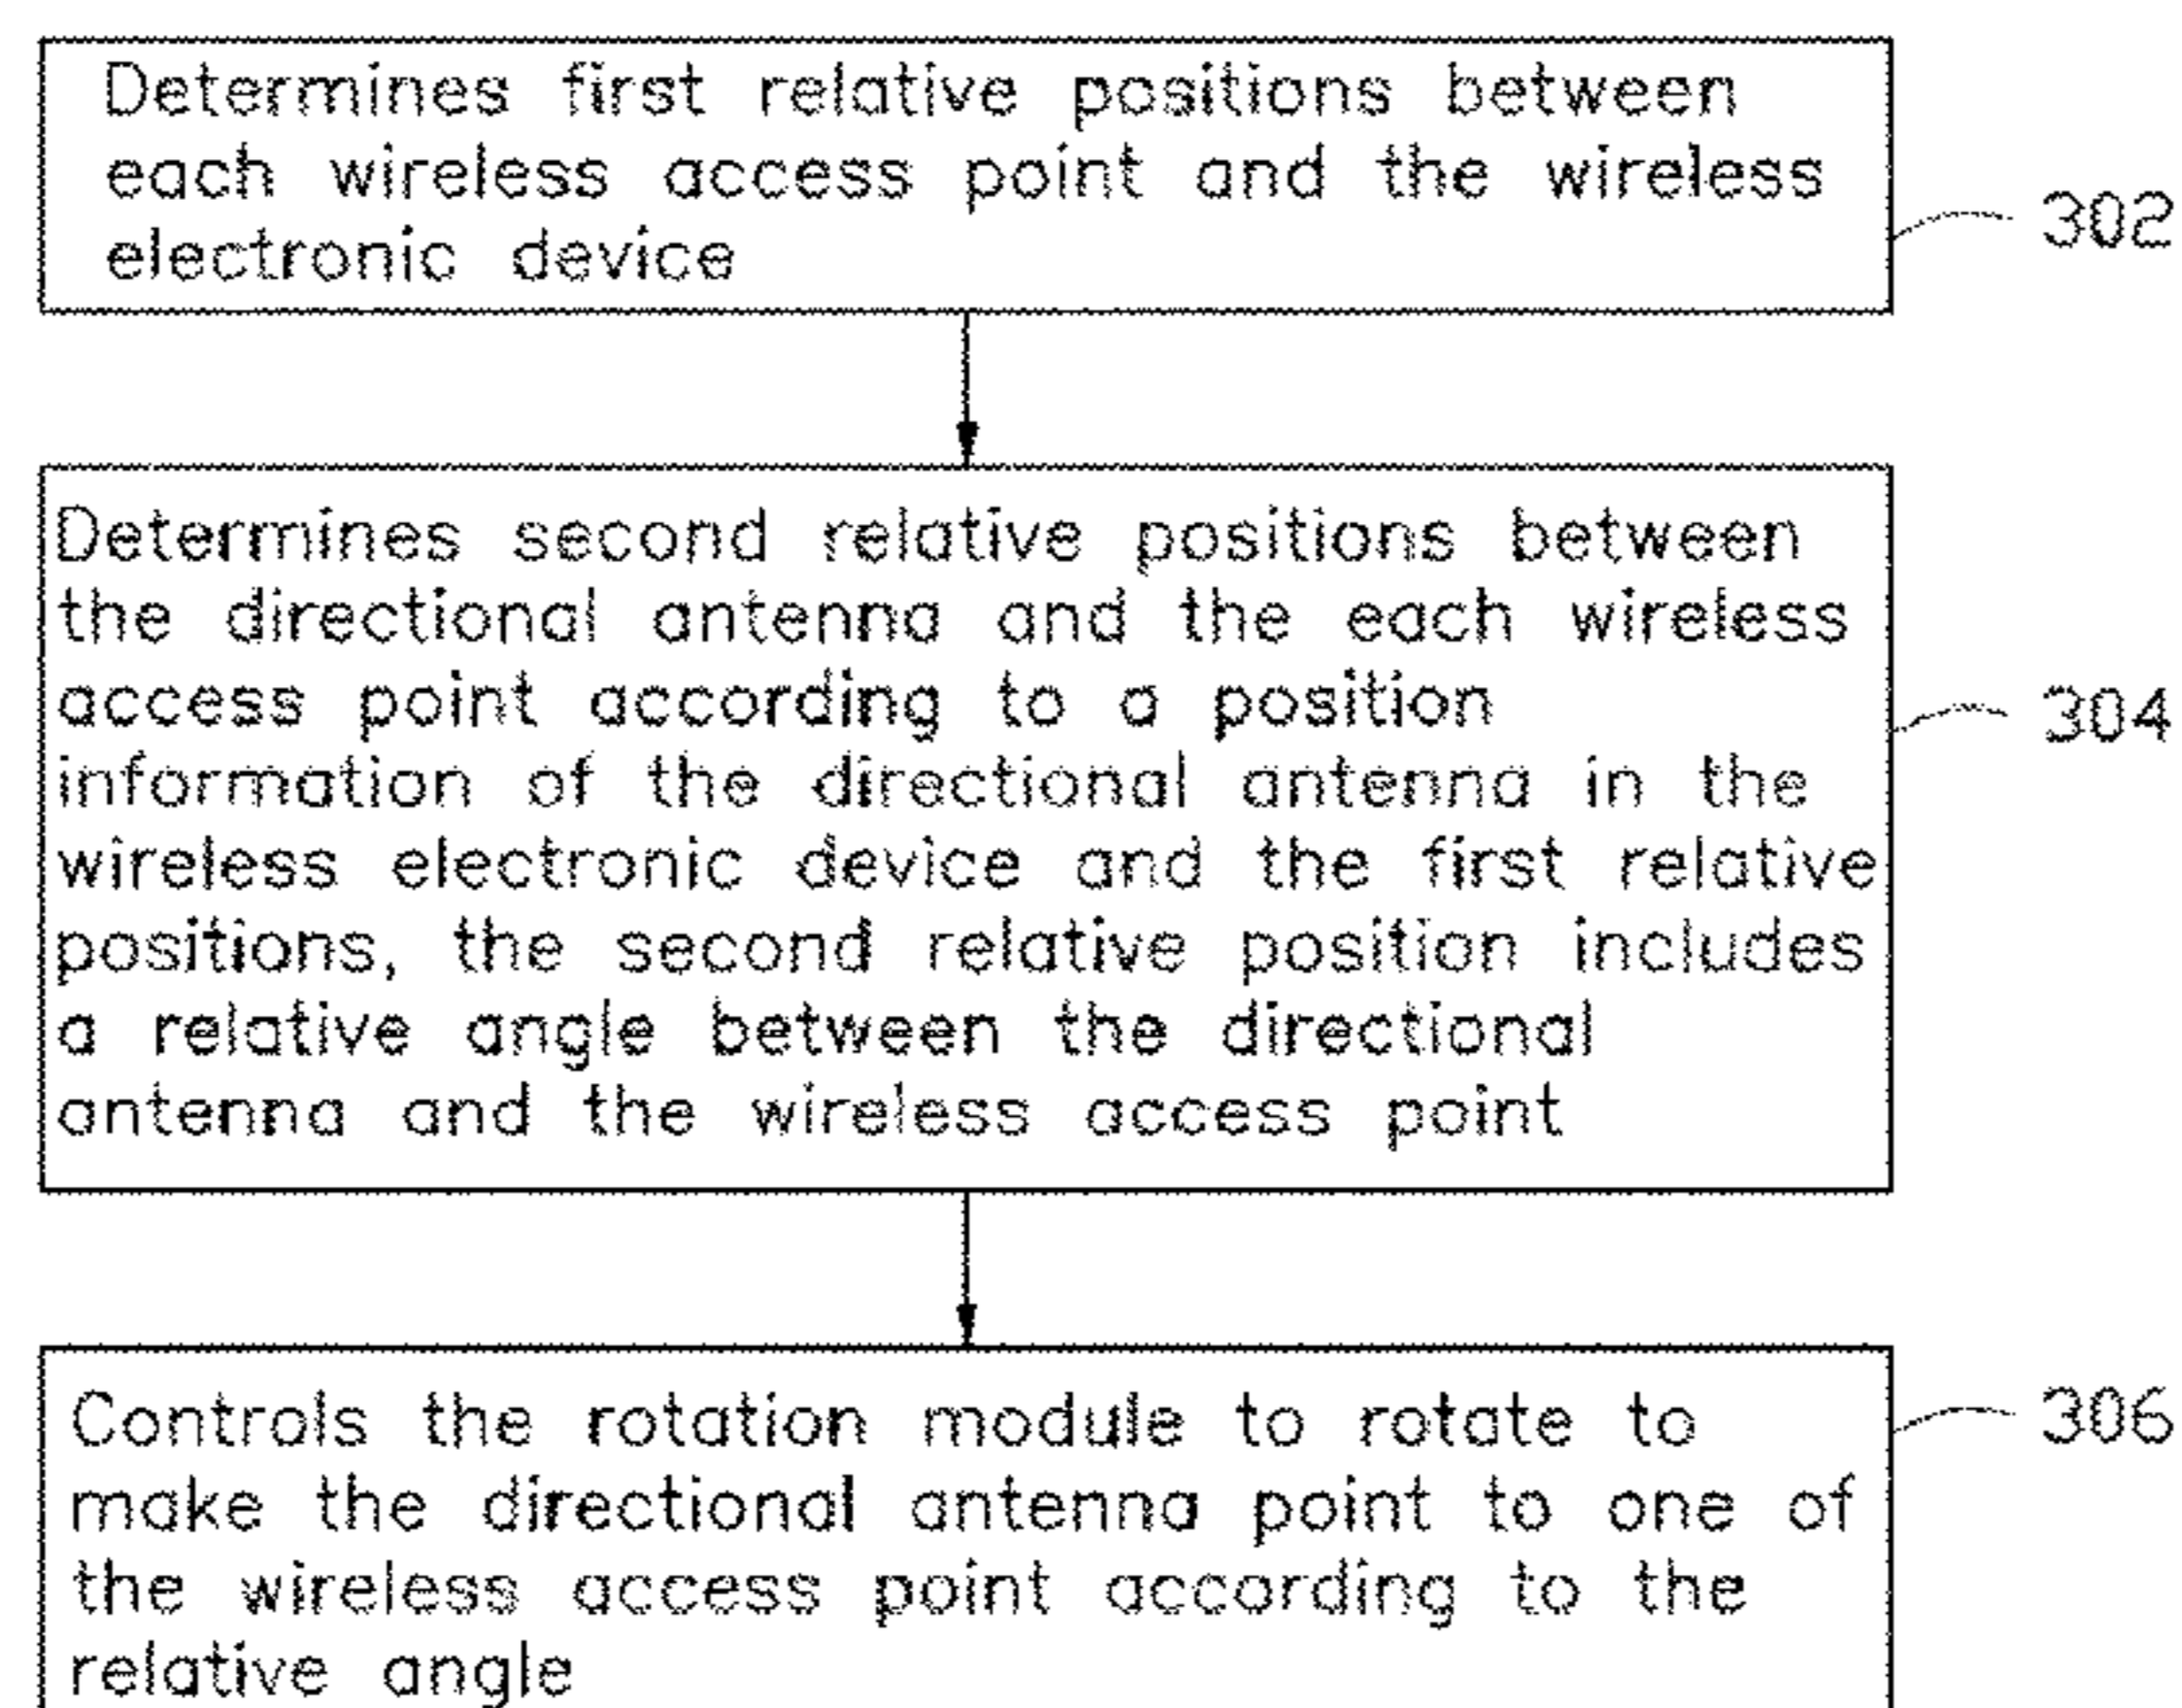 Determines first relative positions between
each wireless access point and the wireless
electronic device
302
Determines second relative positions between
the directional antenna and the each wireless
access point according to a position
information of the directional antenna in the
wireless electronic device and the first relative
positions, the second relative position includes
a relative angle between the directional
antenna and the wireless access point
304
Controls the rotation module to rotate to
make the directional antenna point to one of
the wireless access point according to the
relative angle
306